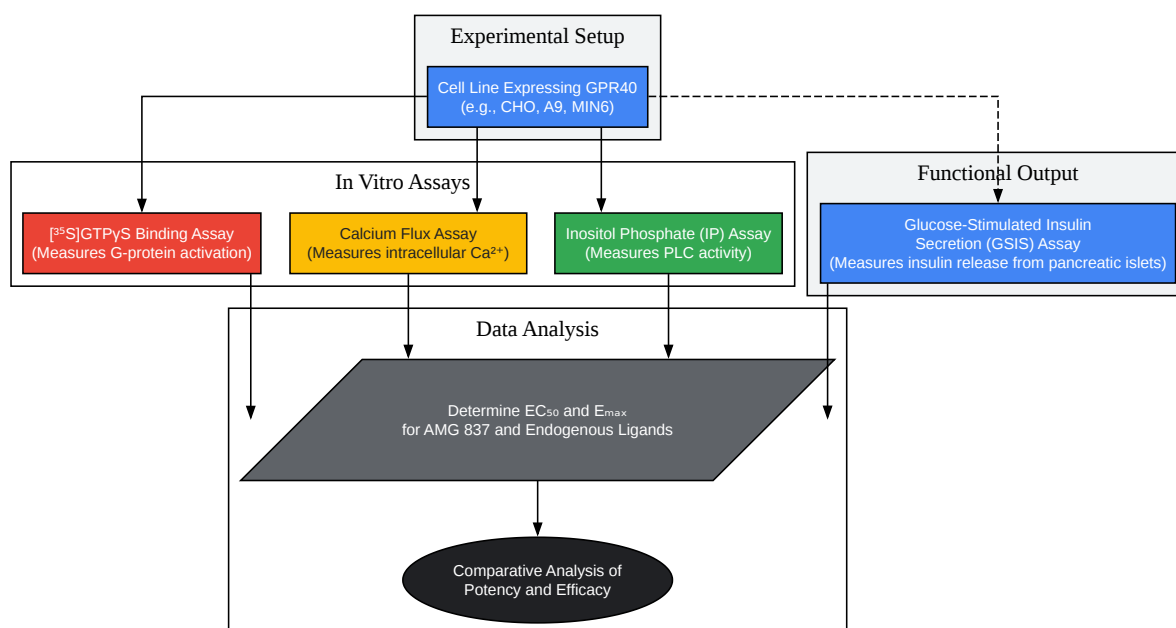 Experimental Setup
Cell Line Expressing GPR40
(e.g., CHO, A9, MIN6)
In Vitro Assays
Functional Output
[³⁵S]GTPγS Binding Assay
(Measures G-protein activation)
Calcium Flux Assay
(Measures intracellular Ca²⁺)
Inositol Phosphate (IP) Assay
(Measures PLC activity)
Glucose-Stimulated Insulin
Secretion (GSIS) Assay
(Measures insulin release from pancreatic islets)
Data Analysis
Determine EC₅₀ and Eₘₐₓ
for AMG 837 and Endogenous Ligands
Comparative Analysis of
Potency and Efficacy